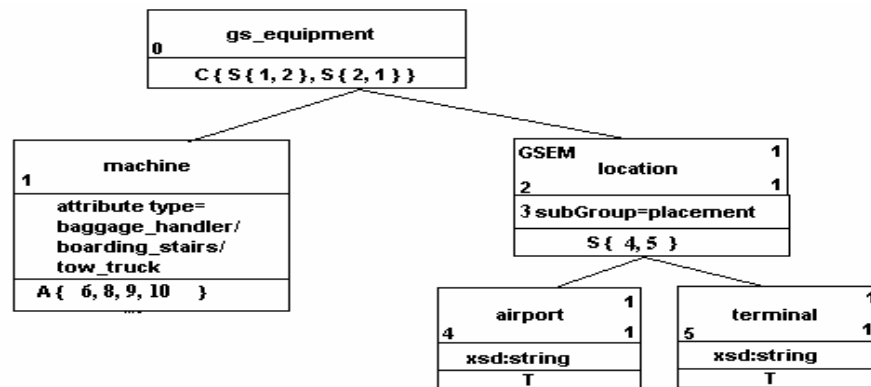 gs_equipment
0
C { S { 1, 2 }, S { 2, 1 } }
machine
1
attribute type=
baggage_handler/
boarding_stairs/
tow_truck
A { 6, 8, 9, 10 }
GSEM 1
location
2 1
3 subGroup=placement
S { 4, 5 }
1
airport
4 1
xsd:string
T
1
terminal
5 1
xsd:string
T